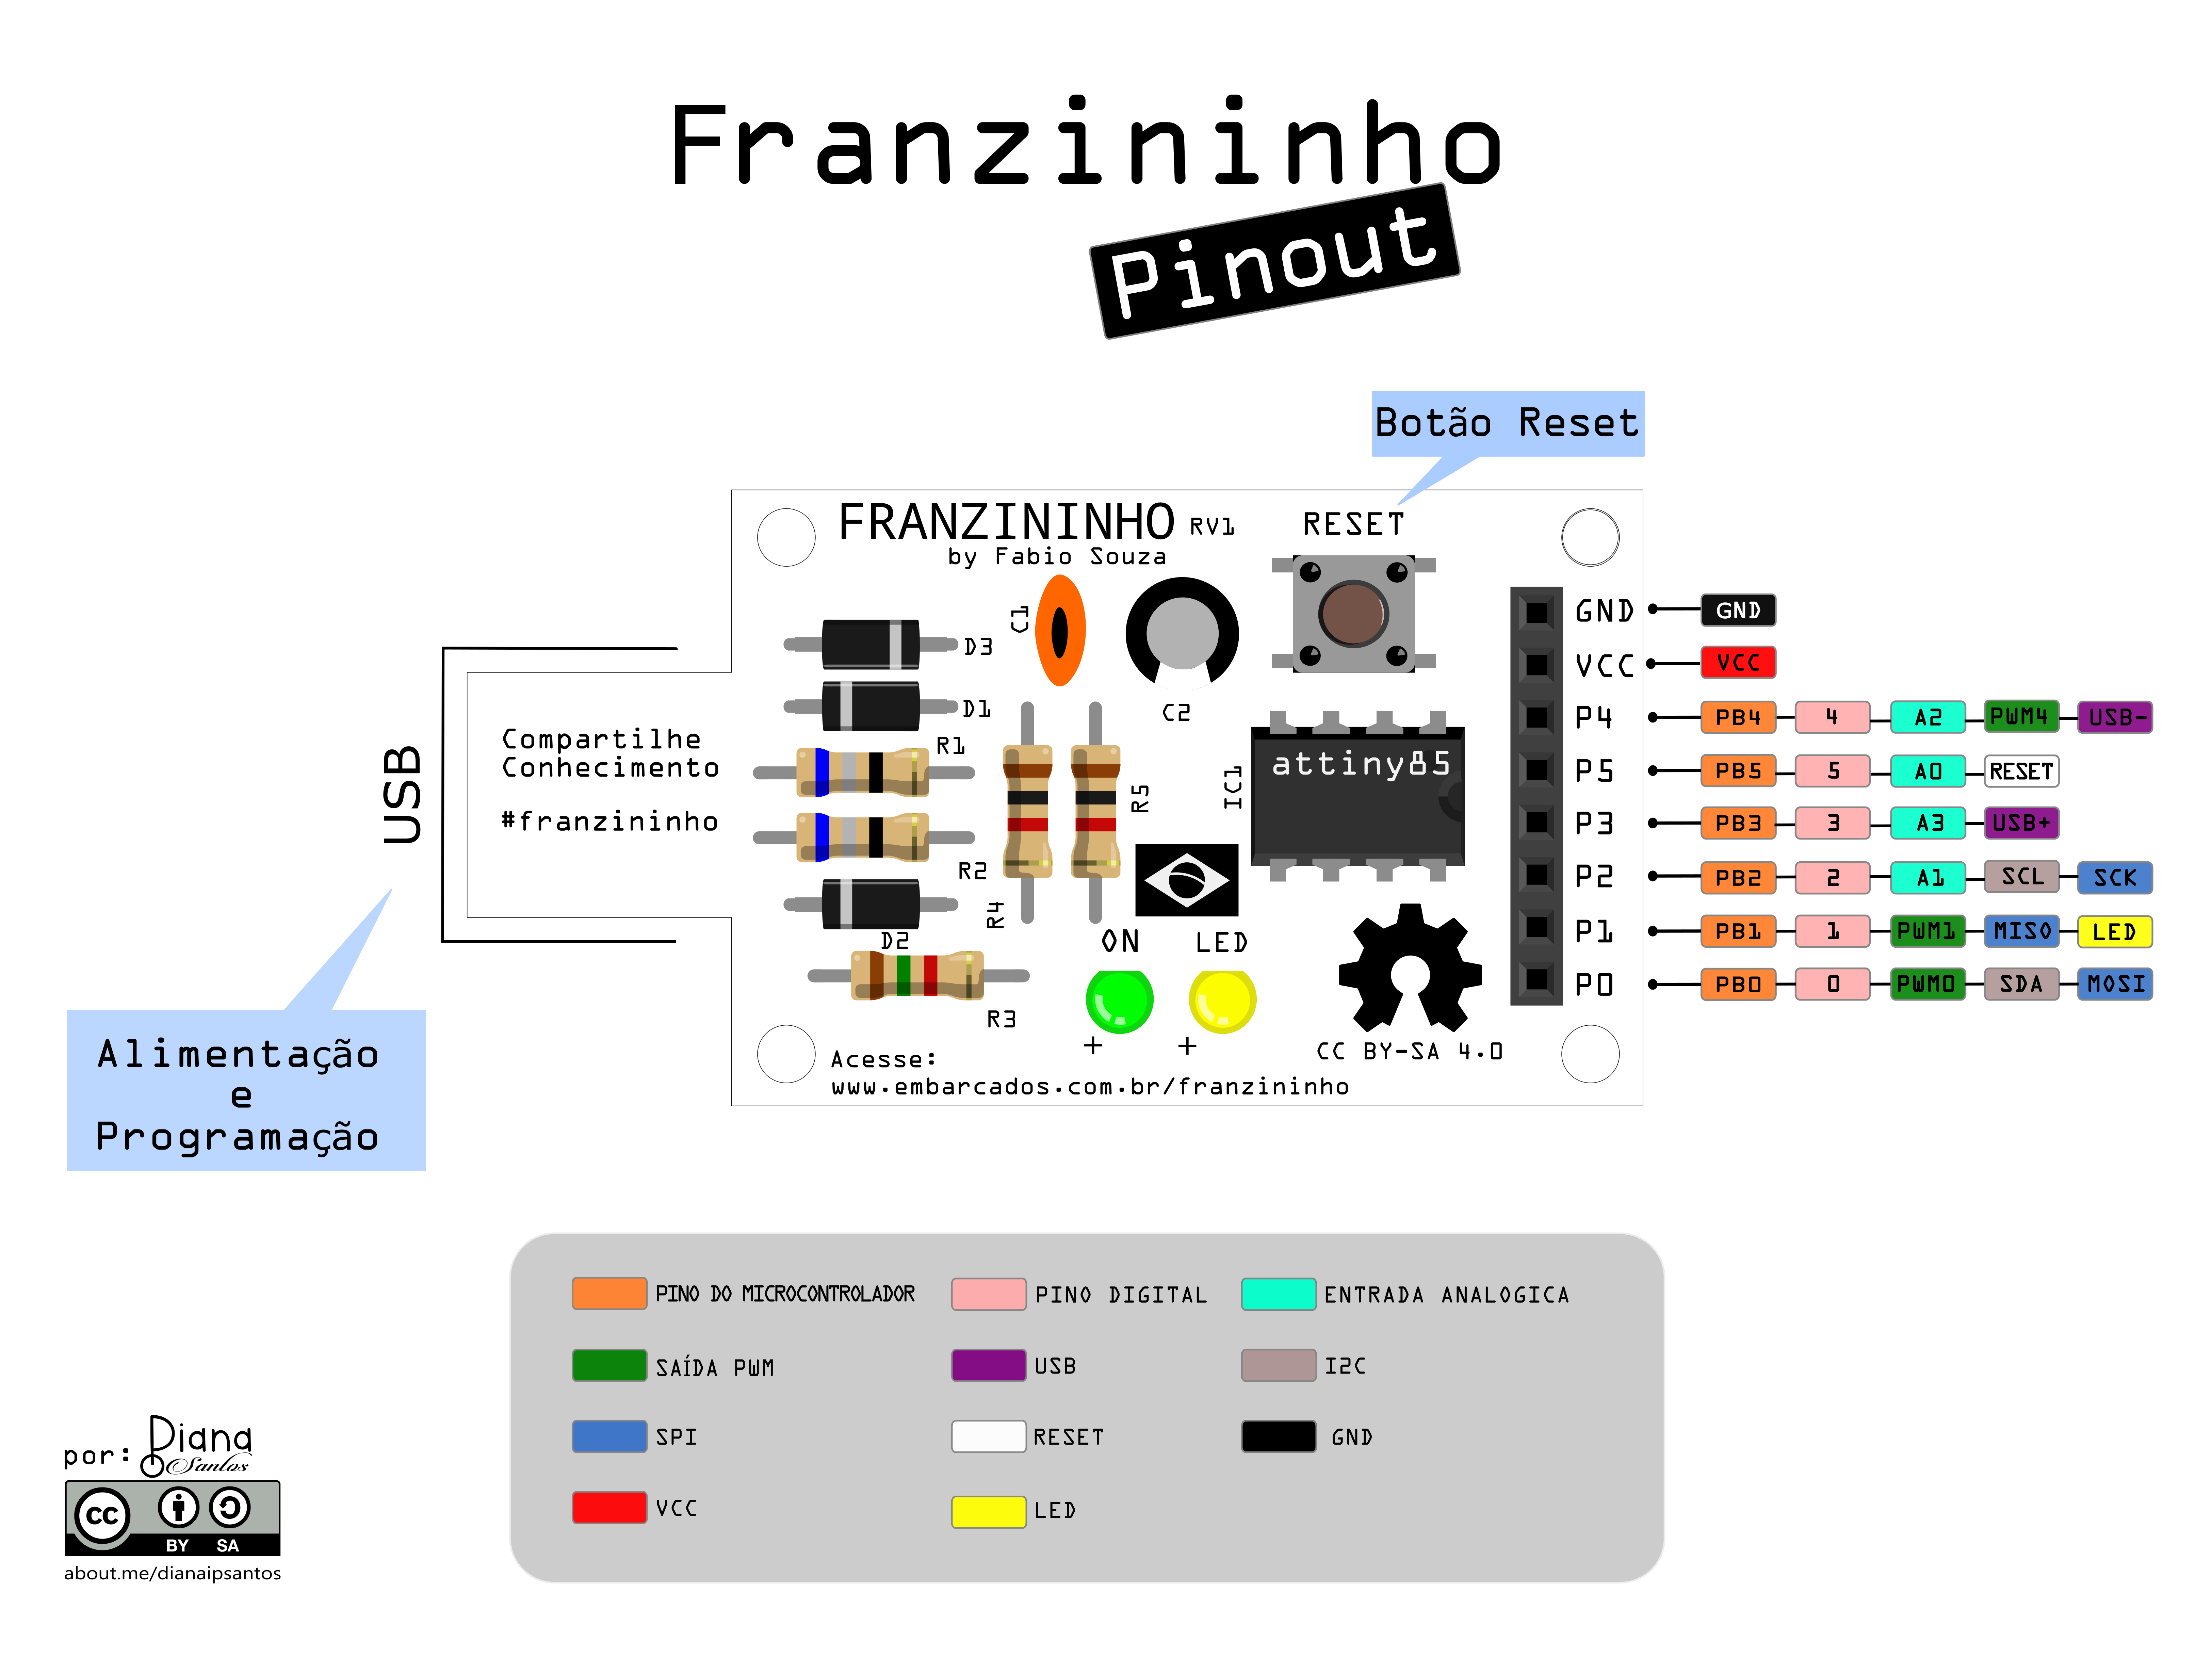 Franzininho
Pinout
Botão Reset
FRANZININHO
by Fabio Souza
RV1
RESET
C1
C2
D3
D1
R1
R2
R4
R5
D2
R3
IC1
attiny85
USB
Compartilhe
Conhecimento
#franzininho
ON
LED
+
+
CC BY-SA 4.0
Acesse:
www.embarcados.com.br/franzininho
Alimentação
e
Programação
GND GND
VCC VCC
P4 PB4 4 A2 PWM4 USB-
P5 PB5 5 A0 RESET
P3 PB3 3 A3 USB+
P2 PB2 2 A1 SCL SCK
P1 PB1 1 PWM1 MISO LED
P0 PB0 0 PWM0 SDA MOSI
PINO DO MICROCONTROLADOR PINO DIGITAL ENTRADA ANALOGICA
SAÍDA PWM USB I2C
SPI RESET GND
VCC LED
por: Diana
Santos
cc
BY SA
about.me/dianaipsantos